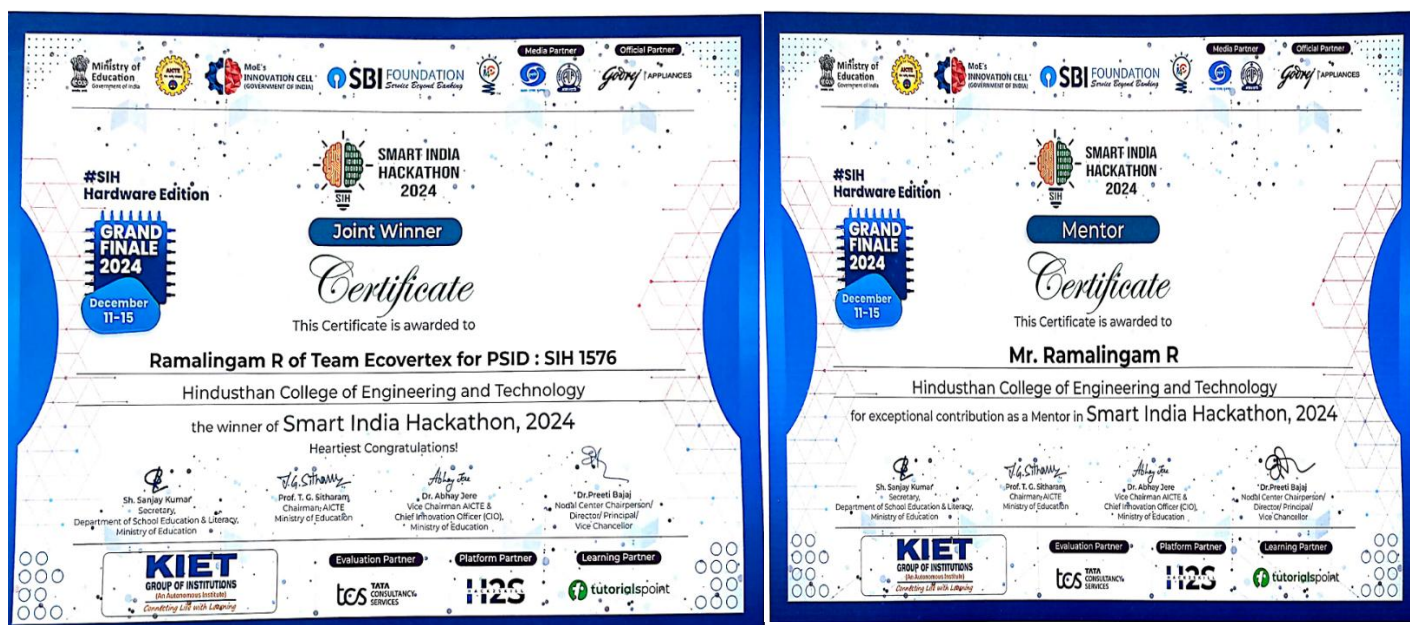 Media Partner
Official Partner
Ministry of
Education
Government of India
AICTE
MoE's
INNOVATION CELL
(GOVERNMENT OF INDIA)
SBI FOUNDATION
Service Beyond Banking
Godrej APPLIANCES
#SIH
Hardware Edition
GRAND
FINALE
2024
December
11-15
SIH
SMART INDIA
HACKATHON
2024
Joint Winner
Certificate
This Certificate is awarded to
Ramalingam R of Team Ecovertex for PSID : SIH 1576
Hindusthan College of Engineering and Technology
the winner of Smart India Hackathon, 2024
Heartiest Congratulations!
Sh. Sanjay Kumar
Secretary,
Department of School Education & Literacy,
Ministry of Education
T.G. Sitharam
Prof. T. G. Sitharam
Chairman, AICTE
Ministry of Education
Abhay Jere
Dr. Abhay Jere
Vice Chairman AICTE &
Chief Innovation Officer (CIO),
Ministry of Education
Dr.Preeti Bajaj
Nodal Center Chairperson/
Director/ Principal/
Vice Chancellor
KIET
GROUP OF INSTITUTIONS
(An Autonomous Institute)
Connecting Life with Learning
Evaluation Partner
tcs TATA
CONSULTANCY
SERVICES
Platform Partner
H2S
HACK2SKILL
Learning Partner
tutorialspoint
Media Partner
Official Partner
Ministry of
Education
Government of India
AICTE
MoE's
INNOVATION CELL
(GOVERNMENT OF INDIA)
SBI FOUNDATION
Service Beyond Banking
Godrej APPLIANCES
#SIH
Hardware Edition
GRAND
FINALE
2024
December
11-15
SIH
SMART INDIA
HACKATHON
2024
Mentor
Certificate
This Certificate is awarded to
Mr. Ramalingam R
Hindusthan College of Engineering and Technology
for exceptional contribution as a Mentor in Smart India Hackathon, 2024
Sh. Sanjay Kumar
Secretary,
Department of School Education & Literacy,
Ministry of Education
T.G. Sitharam
Prof. T. G. Sitharam
Chairman, AICTE
Ministry of Education
Abhay Jere
Dr. Abhay Jere
Vice Chairman AICTE &
Chief Innovation Officer (CIO),
Ministry of Education
Dr.Preeti Bajaj
Nodal Center Chairperson/
Director/ Principal/
Vice Chancellor
KIET
GROUP OF INSTITUTIONS
(An Autonomous Institute)
Connecting Life with Learning
Evaluation Partner
tcs TATA
CONSULTANCY
SERVICES
Platform Partner
H2S
HACK2SKILL
Learning Partner
tutorialspoint